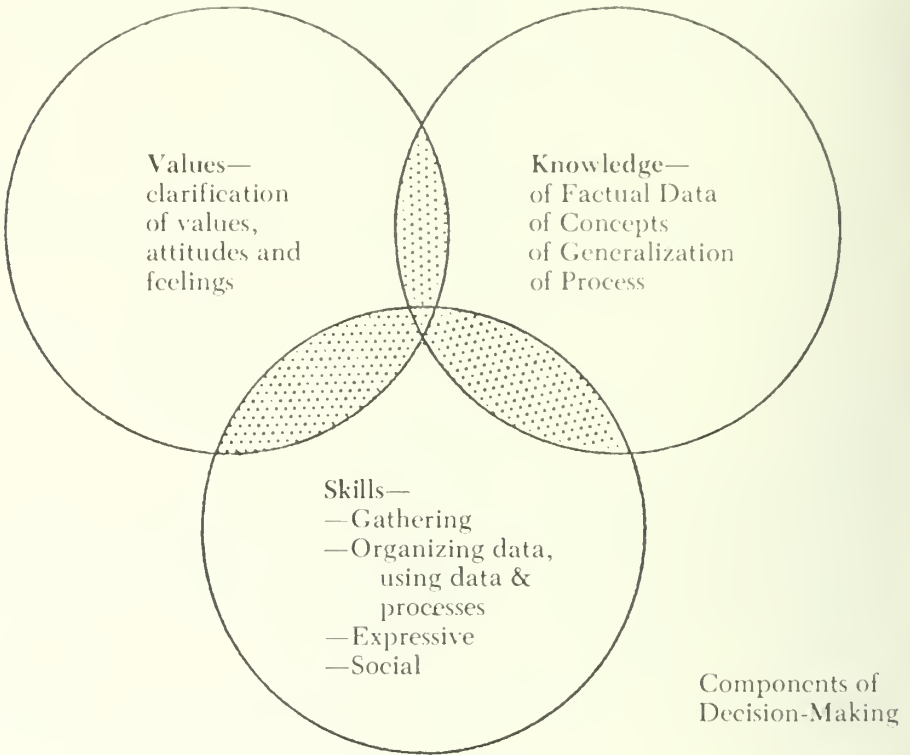 Values—
clarification
of values,
attitudes and
feelings
Knowledge—
of Factual Data
of Concepts
of Generalization
of Process
Skills—
—Gathering
—Organizing data,
using data &
processes
—Expressive
—Social
Components of
Decision-Making